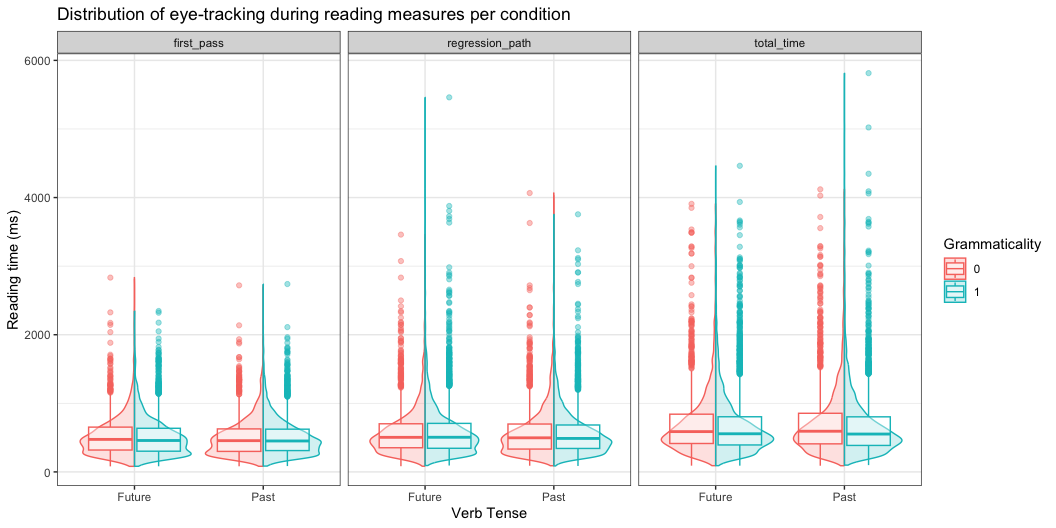 Distribution of eye-tracking during reading measures per condition
first_pass
regression_path
total_time
6000
4000
2000
0
Reading time (ms)
Future
Past
Future
Past
Future
Past
Verb Tense
Grammaticality
0
1